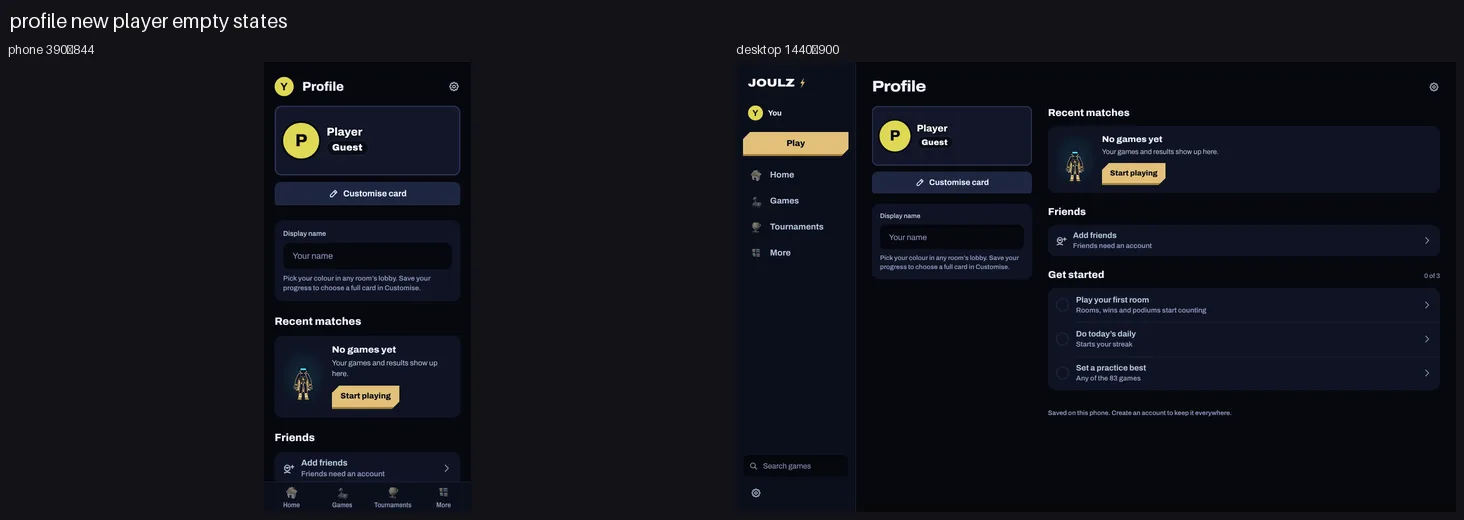 profile new player empty states
phone 390×844
Y
Profile
P
Player
Guest
Customise card
Display name
Your name
Pick your colour in any room's lobby. Save your
progress to choose a full card in Customise.
Recent matches
No games yet
Your games and results show up
here.
Start playing
Friends
Add friends
Friends need an account
Home
Games
Tournaments
More
desktop 1440×900
JOULZ
Y
You
Play
Home
Games
Tournaments
More
Search games
Profile
P
Player
Guest
Customise card
Display name
Your name
Pick your colour in any room's lobby. Save your
progress to choose a full card in Customise.
Recent matches
No games yet
Your games and results show up here.
Start playing
Friends
Add friends
Friends need an account
Get started
0 of 3
Play your first room
Rooms, wins and podiums start counting
Do today's daily
Starts your streak
Set a practice best
Any of the 83 games
Saved on this phone. Create an account to keep it everywhere.